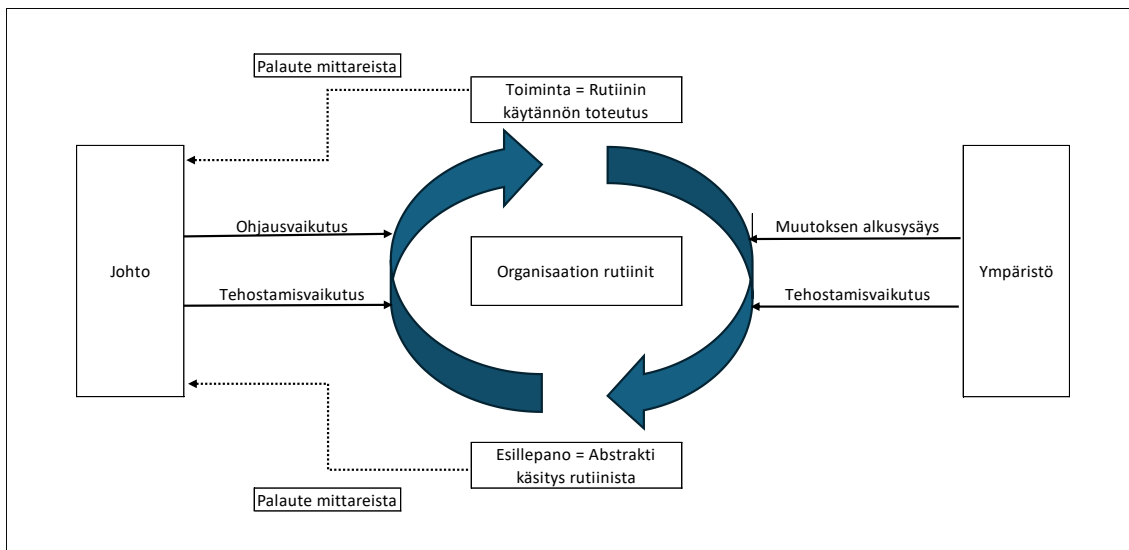 Palaute mittareista
Toiminta = Rutinin
käytännön toteutus
Ohjausvaikutus
Muutoksen alkusysäys
Johto
Organisaation rutiinit
Ympäristö
Tehostamisvaikutus
Tehostamisvaikutus
Esillepano = Abstrakti
käsitys rutiinista
Palaute mittareista